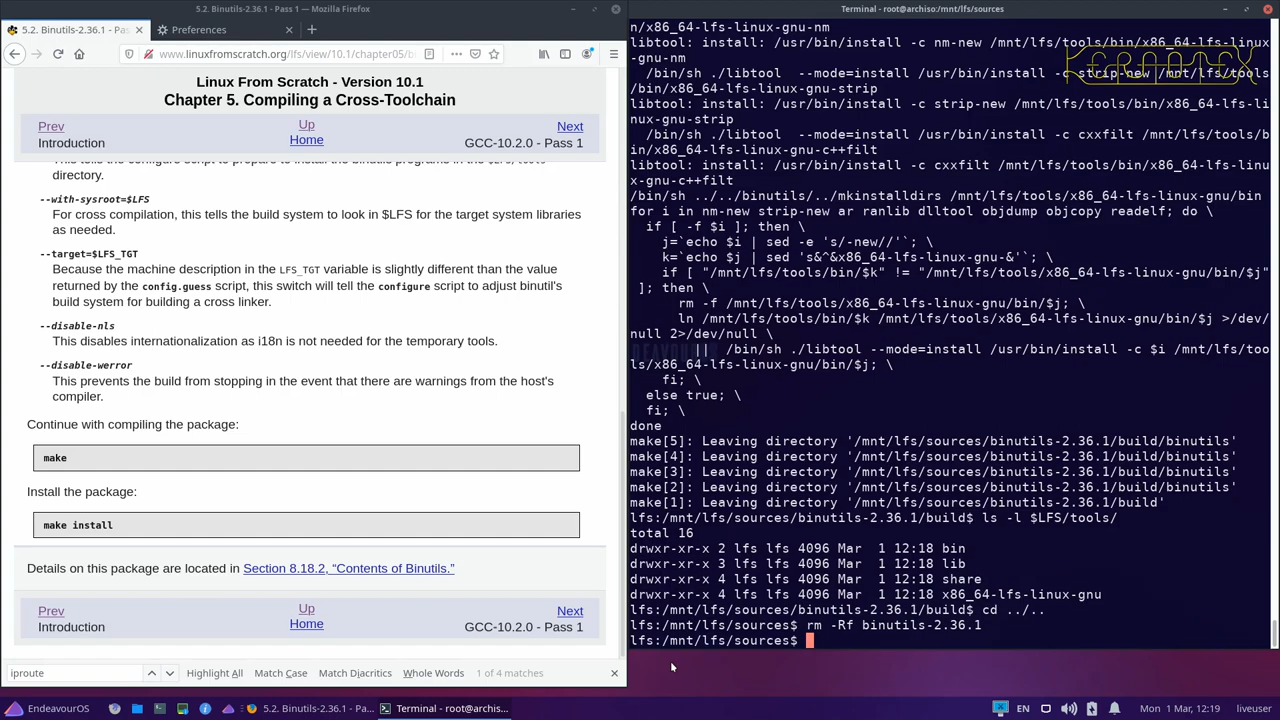 5.2. Binutils-2.36.1 - Pass 1 — Mozilla Firefox
5.2. Binutils-2.36.1 - Pass 1
Preferences
www.linuxfromscratch.org/lfs/view/10.1/chapter05/b
Linux From Scratch - Version 10.1
Chapter 5. Compiling a Cross-Toolchain
Prev
Up
Next
Introduction
Home
GCC-10.2.0 - Pass 1
directory.
--with-sysroot=$LFS
For cross compilation, this tells the build system to look in $LFS for the target system libraries
as needed.
--target=$LFS_TGT
Because the machine description in the LFS_TGT variable is slightly different than the value
returned by the config.guess script, this switch will tell the configure script to adjust binutil's
build system for building a cross linker.
--disable-nls
This disables internationalization as i18n is not needed for the temporary tools.
--disable-werror
This prevents the build from stopping in the event that there are warnings from the host's
compiler.
Continue with compiling the package:
make
Install the package:
make install
Details on this package are located in Section 8.18.2, “Contents of Binutils.”
Prev
Up
Next
Introduction
Home
GCC-10.2.0 - Pass 1
iproute
Highlight All
Match Case
Match Diacritics
Whole Words
1 of 4 matches
Terminal - root@archiso:/mnt/lfs/sources
n/x86_64-lfs-linux-gnu-nm
libtool: install: /usr/bin/install -c nm-new /mnt/lfs/tools/bin/x86_64-lfs-linux
-gnu-nm
/bin/sh ./libtool --mode=install /usr/bin/install -c strip-new /mnt/lfs/tools
/bin/x86_64-lfs-linux-gnu-strip
libtool: install: /usr/bin/install -c strip-new /mnt/lfs/tools/bin/x86_64-lfs-li
nux-gnu-strip
/bin/sh ./libtool --mode=install /usr/bin/install -c cxxfilt /mnt/lfs/tools/b
in/x86_64-lfs-linux-gnu-c++filt
libtool: install: /usr/bin/install -c cxxfilt /mnt/lfs/tools/bin/x86_64-lfs-linu
x-gnu-c++filt
/bin/sh ../../binutils/../mkinstalldirs /mnt/lfs/tools/x86_64-lfs-linux-gnu/bin
for i in nm-new strip-new ar ranlib dlltool objdump objcopy readelf; do \
if [ -f $i ]; then \
j=`echo $i | sed -e 's/-new//'`; \
k=`echo $j | sed 's&^&x86_64-lfs-linux-gnu-&'`; \
if [ "/mnt/lfs/tools/bin/$k" != "/mnt/lfs/tools/x86_64-lfs-linux-gnu/bin/$j"
]; then \
rm -f /mnt/lfs/tools/x86_64-lfs-linux-gnu/bin/$j; \
ln /mnt/lfs/tools/bin/$k /mnt/lfs/tools/x86_64-lfs-linux-gnu/bin/$j >/dev/
null 2>/dev/null \
|| /bin/sh ./libtool --mode=install /usr/bin/install -c $i /mnt/lfs/too
ls/x86_64-lfs-linux-gnu/bin/$j; \
fi; \
else true; \
fi; \
done
make[5]: Leaving directory '/mnt/lfs/sources/binutils-2.36.1/build/binutils'
make[4]: Leaving directory '/mnt/lfs/sources/binutils-2.36.1/build/binutils'
make[3]: Leaving directory '/mnt/lfs/sources/binutils-2.36.1/build/binutils'
make[2]: Leaving directory '/mnt/lfs/sources/binutils-2.36.1/build/binutils'
make[1]: Leaving directory '/mnt/lfs/sources/binutils-2.36.1/build'
lfs:/mnt/lfs/sources/binutils-2.36.1/build$ ls -l $LFS/tools/
total 16
drwxr-xr-x 2 lfs lfs 4096 Mar  1 12:18 bin
drwxr-xr-x 3 lfs lfs 4096 Mar  1 12:18 lib
drwxr-xr-x 4 lfs lfs 4096 Mar  1 12:18 share
drwxr-xr-x 4 lfs lfs 4096 Mar  1 12:18 x86_64-lfs-linux-gnu
lfs:/mnt/lfs/sources/binutils-2.36.1/build$ cd ../..
lfs:/mnt/lfs/sources$ rm -Rf binutils-2.36.1
lfs:/mnt/lfs/sources$
EndeavourOS
5.2. Binutils-2.36.1 - Pa...
Terminal - root@archiso:...
EN
1 Mar, 12:19
liveuser